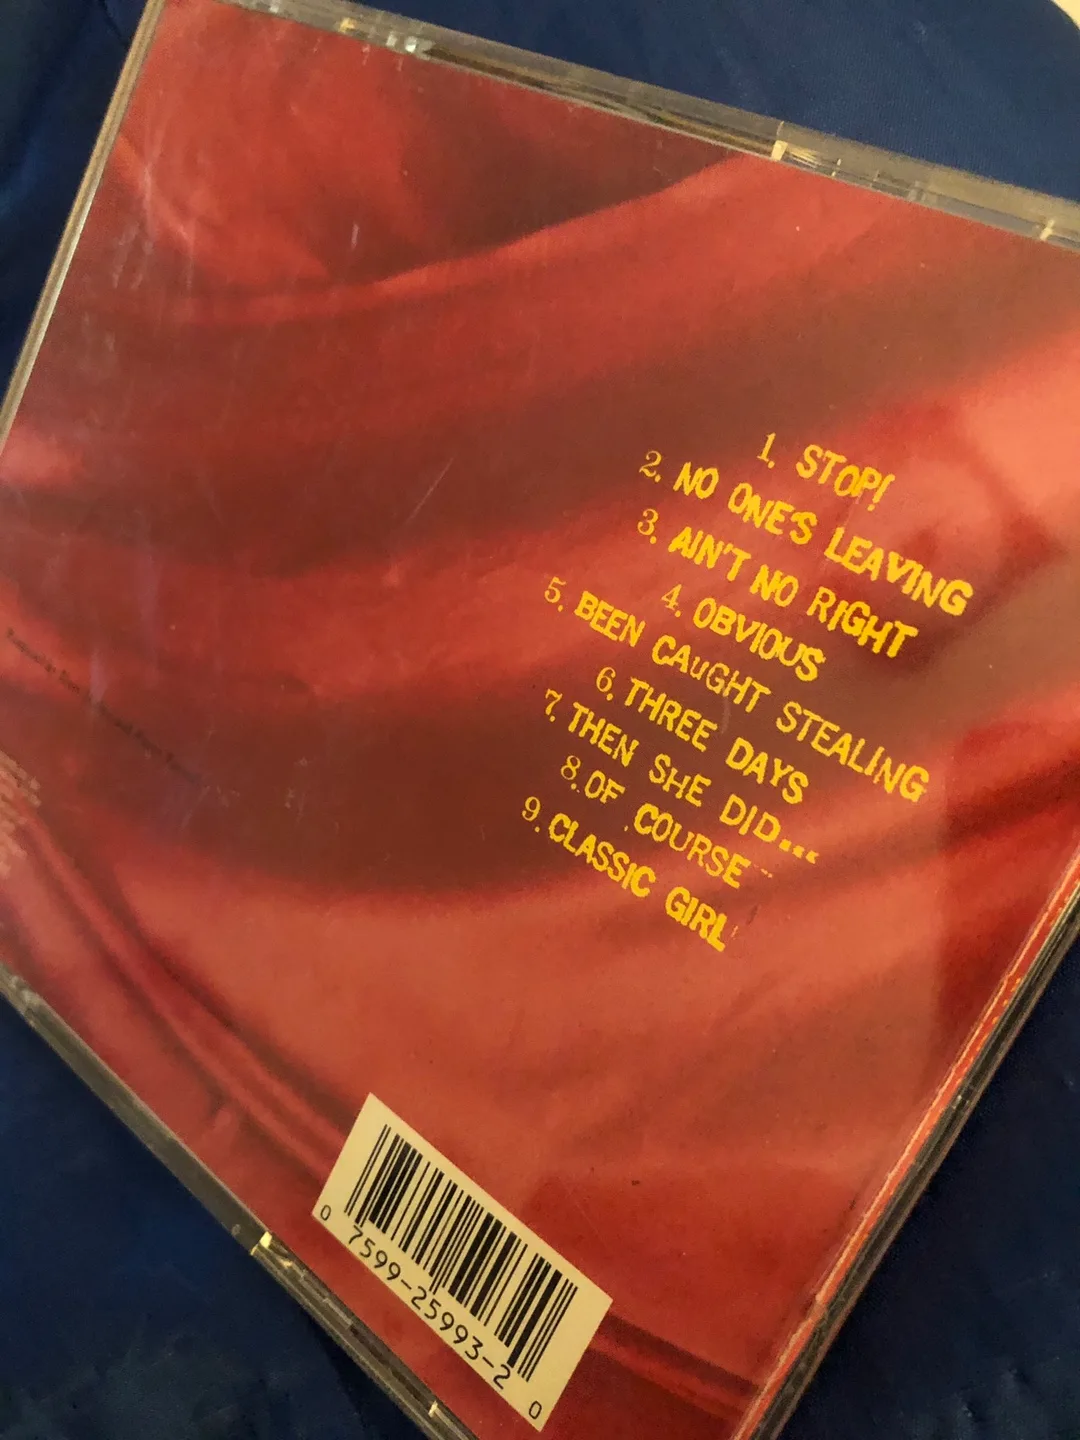 1. STOP!
2. NO ONE'S LEAVING
3. AIN'T NO RIGHT
4. OBVIOUS
5. BEEN CAuGHT STEALING
6. THREE DAYS
7. THEN SHE DID...
8. OF COURSE
9. CLASSIC GIRL
0 7599-25993-2 0